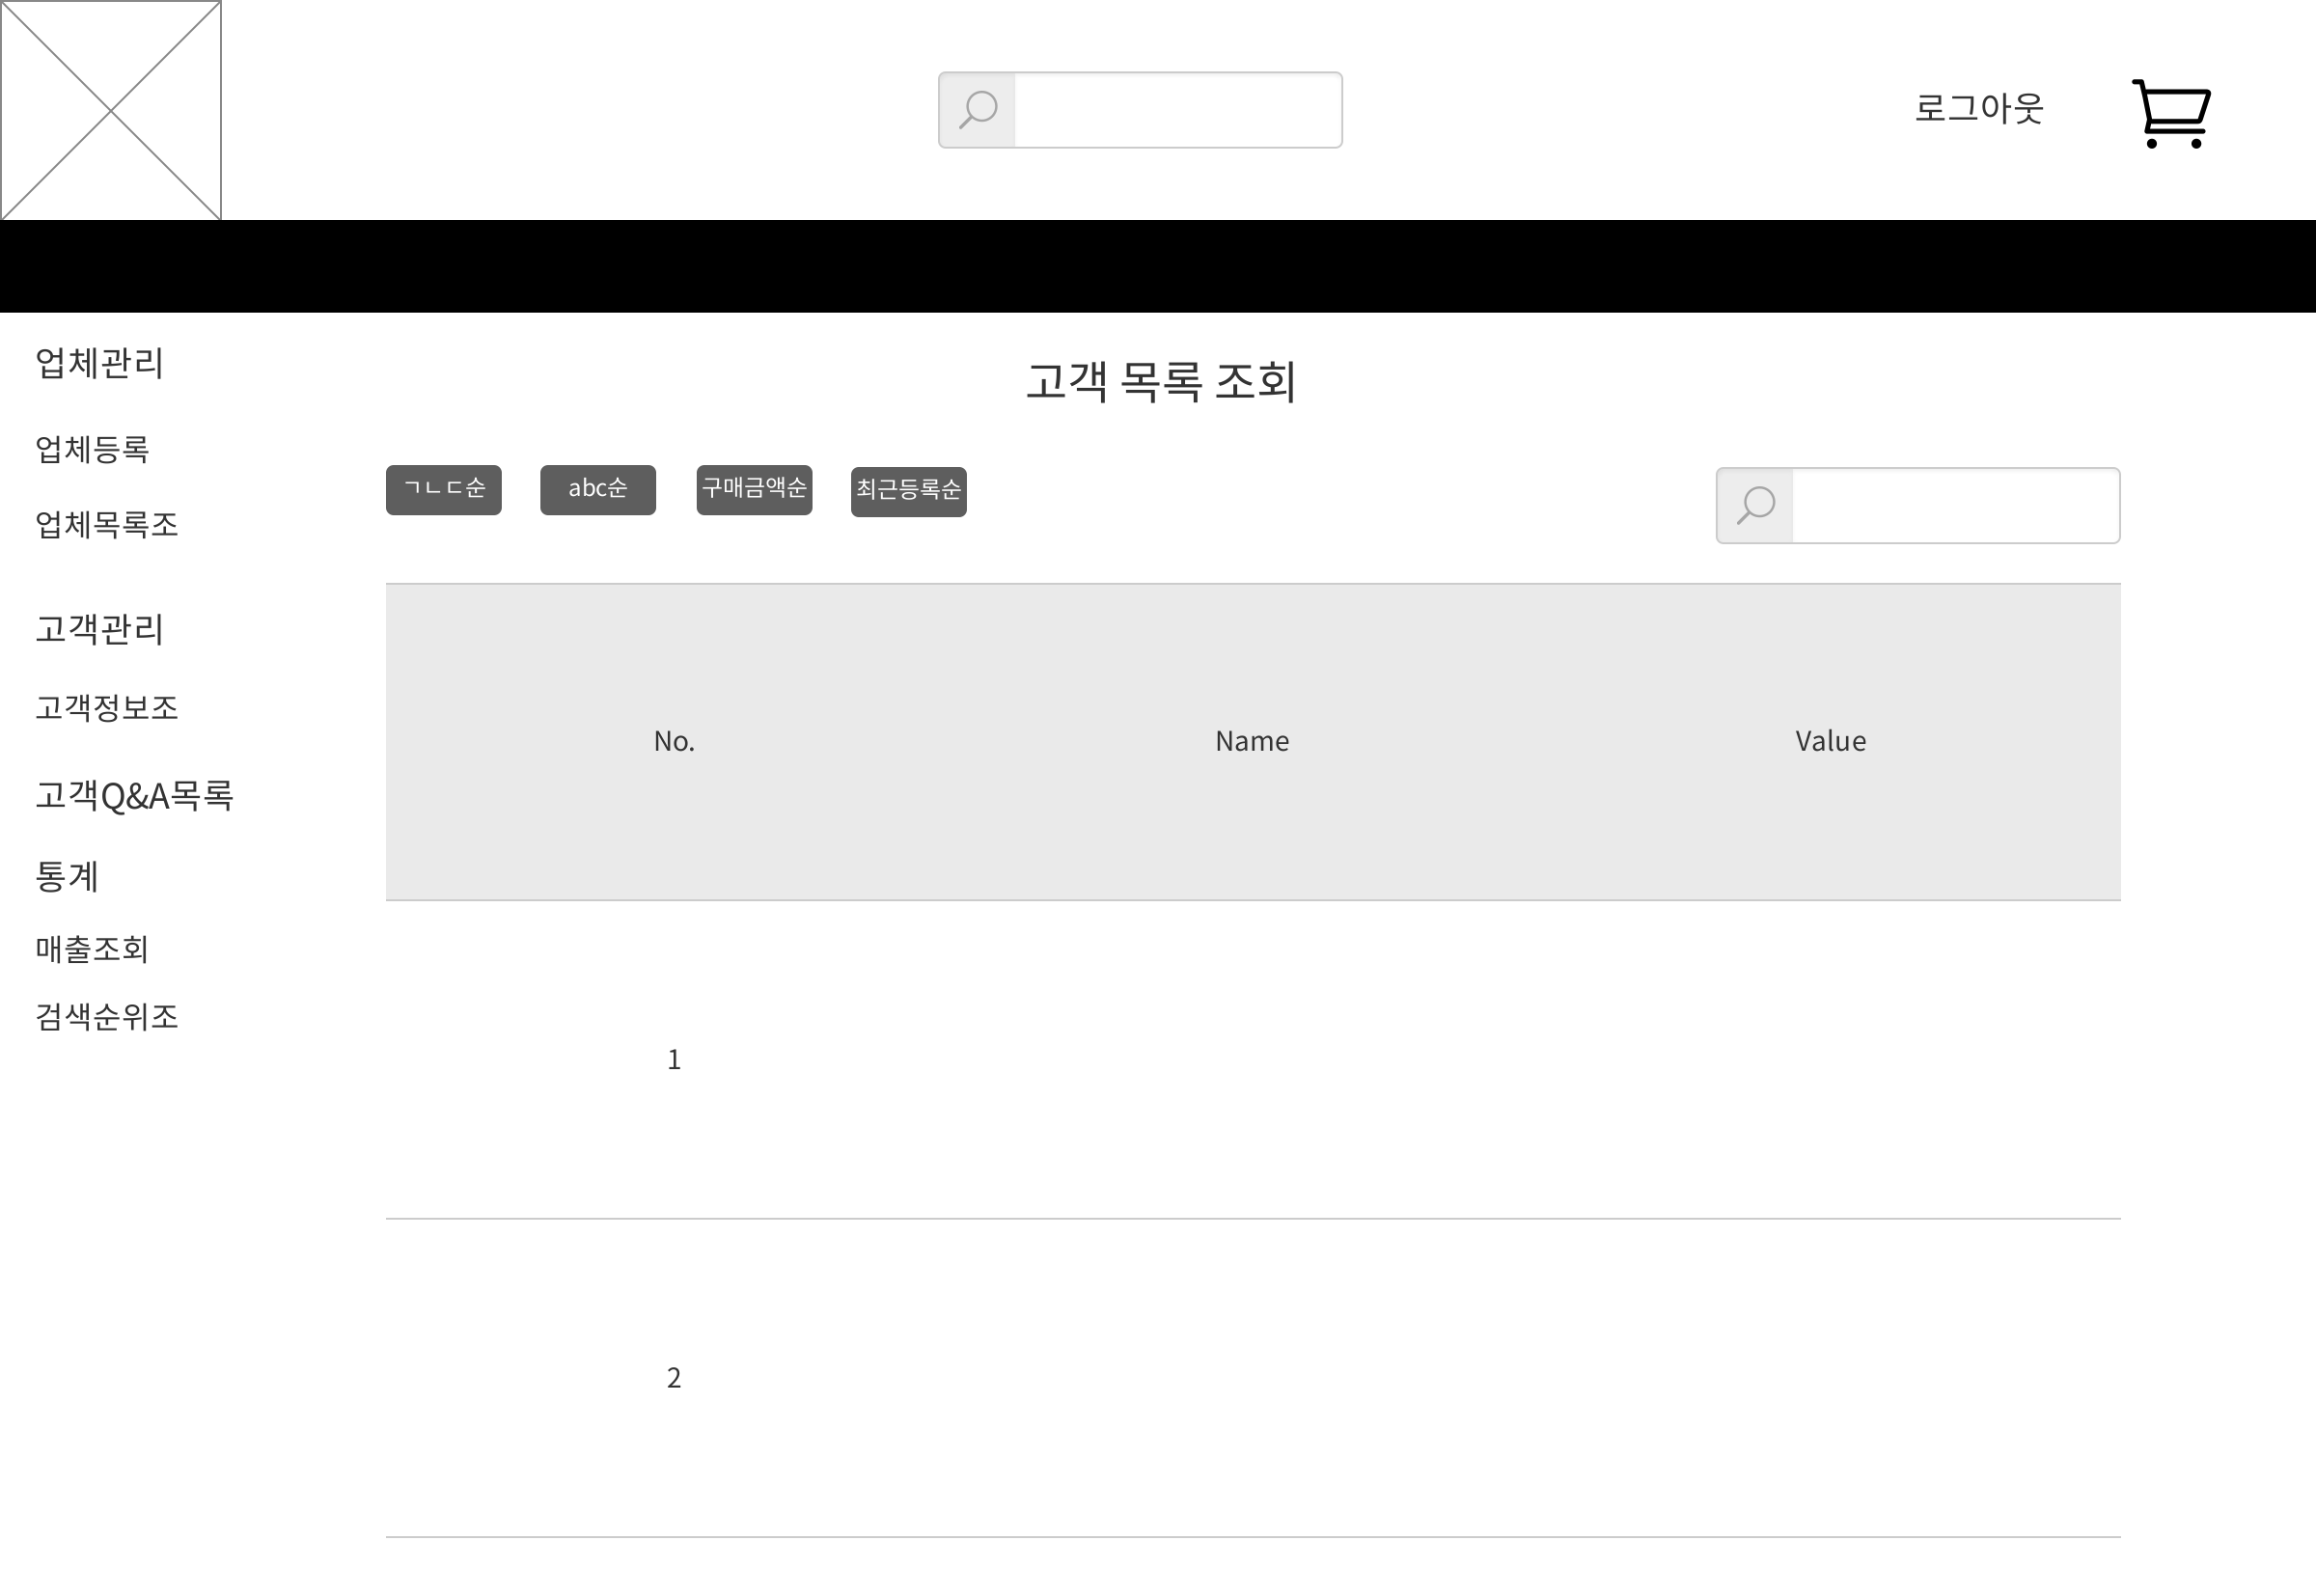 로그아웃
업체관리
고객 목록 조회
업체등록
ㄱㄴㄷ순
abc순
구매금액순
최근등록순
업체목록조
고객관리
고객정보조
No.
Name
Value
고객Q&A목록
통계
매출조회
검색순위조
1
2